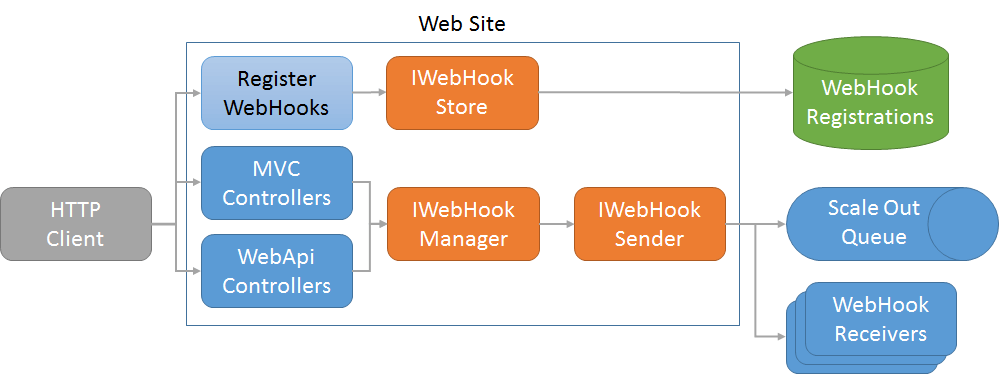 Web Site
Register
WebHooks
IWebHook
Store
WebHook
Registrations
MVC
Controllers
HTTP
Client
IWebHook
Manager
IWebHook
Sender
Scale Out
Queue
WebApi
Controllers
WebHook
Receivers